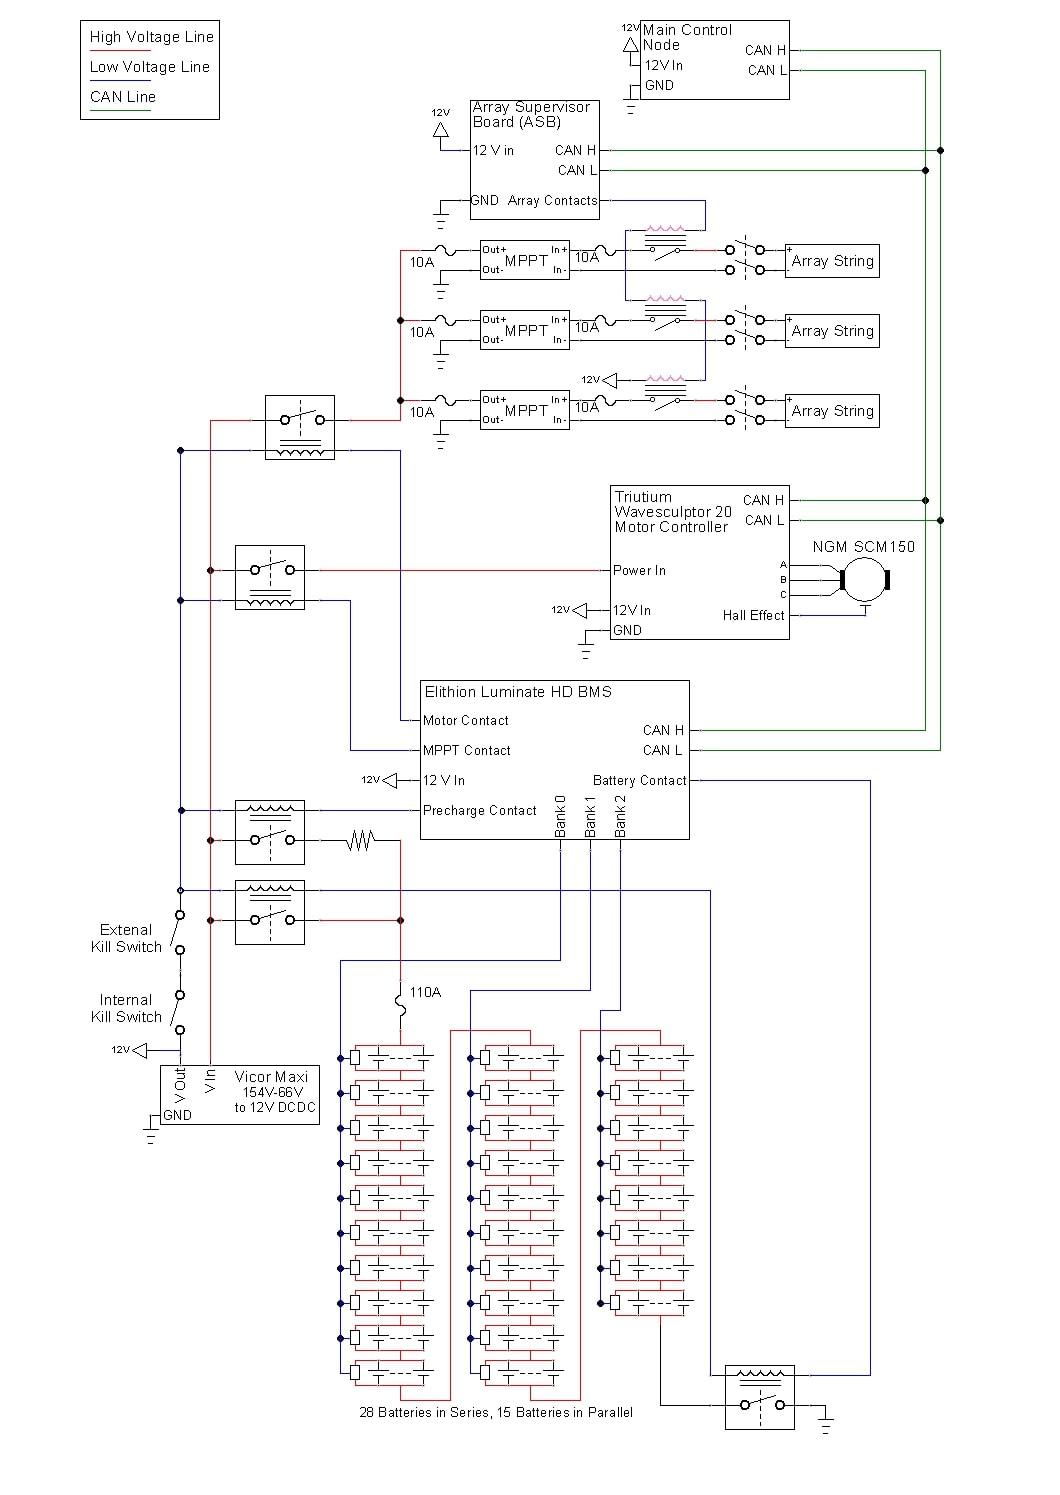 High Voltage Line
Low Voltage Line
CAN Line
12V
Main Control
Node
12V In
GND
CAN H
CAN L
12V
Array Supervisor
Board (ASB)
12 V in
CAN H
CAN L
GND
Array Contacts
10A
Out+
Out-
MPPT
In+
In-
10A
+
-
Array String
10A
Out+
Out-
MPPT
In+
In-
10A
+
-
Array String
12V
10A
Out+
Out-
MPPT
In+
In-
10A
+
-
Array String
Triutium
Wavesculptor 20
Motor Controller
CAN H
CAN L
Power In
12V
12V In
GND
A
B
C
Hall Effect
NGM SCM150
Elithion Luminate HD BMS
Motor Contact
MPPT Contact
12V
12 V In
Precharge Contact
CAN H
CAN L
Battery Contact
Bank 0
Bank 1
Bank 2
Extenal
Kill Switch
Internal
Kill Switch
12V
110A
V Out
V In
GND
Vicor Maxi
154V-66V
to 12V DCDC
28 Batteries in Series, 15 Batteries in Parallel